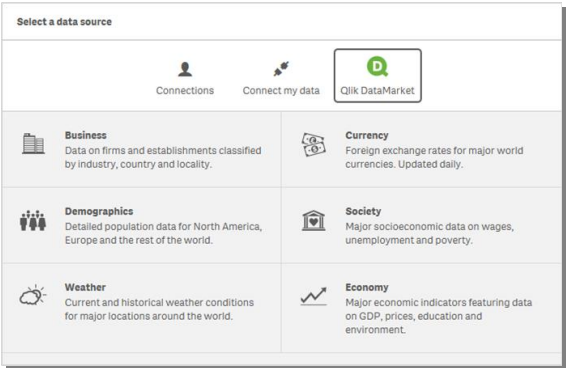 Select a data source
Connections
Connect my data
Qlik DataMarket
Business
Data on firms and establishments classified
by industry, country and locality.
Currency
Foreign exchange rates for major world
currencies. Updated daily.
Demographics
Detailed population data for North America,
Europe and the rest of the world.
Society
Major socioeconomic data on wages,
unemployment and poverty.
Weather
Current and historical weather conditions
for major locations around the world.
Economy
Major economic indicators featuring data
on GDP, prices, education and
environment.